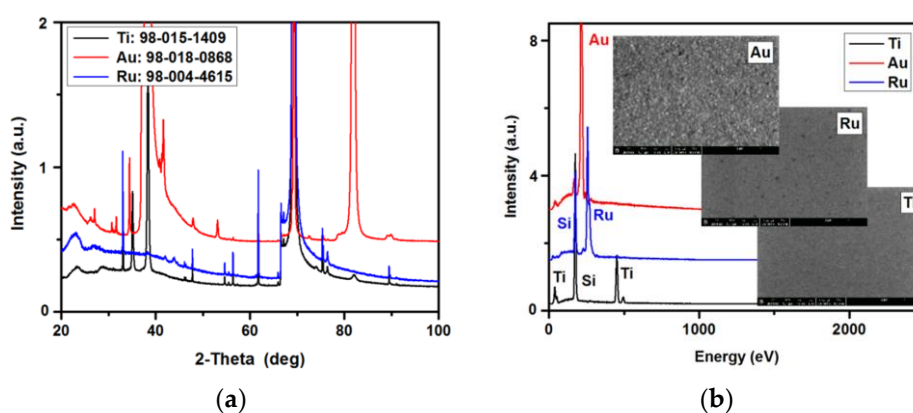 2
Ti: 98-015-1409
Au: 98-018-0868
Ru: 98-004-4615
1
0
Intensity (a.u.)
20 40 60 80 100
2-Theta (deg)
(a)
8
4
0
Intensity (a.u.)
Au
Au
Ru
Ti
Au
Ru
Si
Ru
Ti
Si
Ti
0 1000 2000
Energy (eV)
(b)